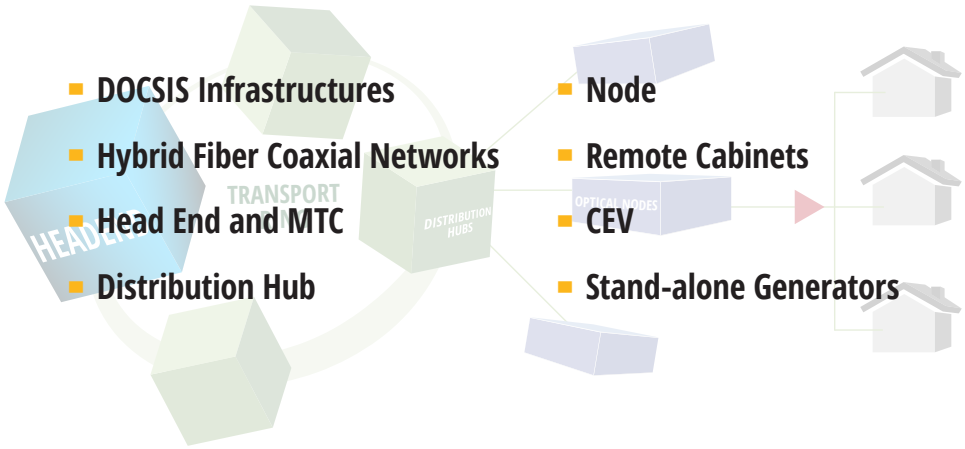 DOCSIS Infrastructures
Hybrid Fiber Coaxial Networks
Head End and MTC
Distribution Hub
Node
Remote Cabinets
CEV
Stand-alone Generators
HEADEND
TRANSPORT
DISTRIBUTION
HUBS
OPTICAL NODES